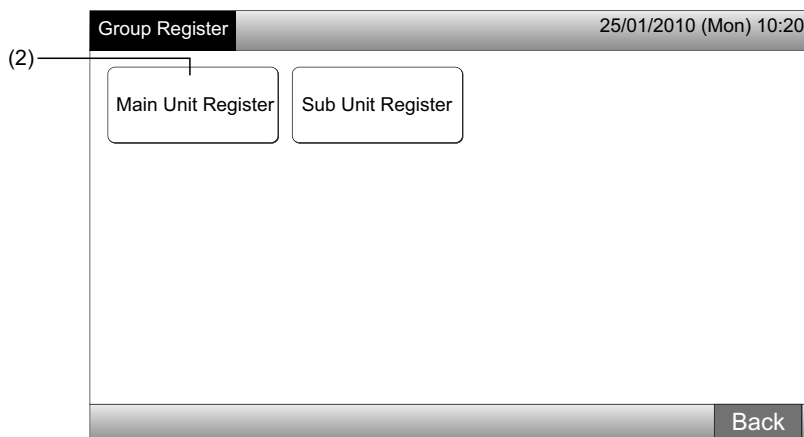 Group Register 25/01/2010 (Mon) 10:20
(2)
Main Unit Register Sub Unit Register
Back